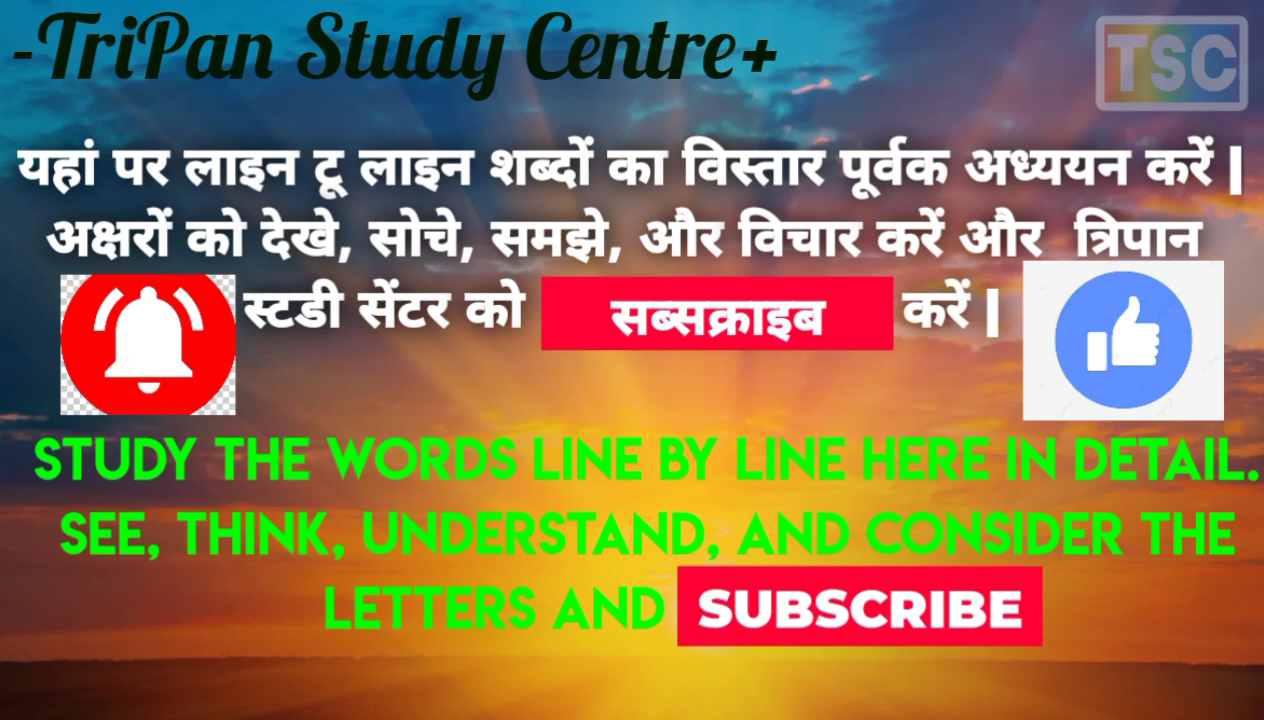 -TriPan Study Centre+
TSC
यहां पर लाइन टू लाइन शब्दों का विस्तार पूर्वक अध्ययन करें |
अक्षरों को देखे, सोचे, समझे, और विचार करें और त्रिपान
स्टडी सेंटर को सब्सक्राइब करें |
STUDY THE WORDS LINE BY LINE HERE IN DETAIL.
SEE, THINK, UNDERSTAND, AND CONSIDER THE
LETTERS AND SUBSCRIBE